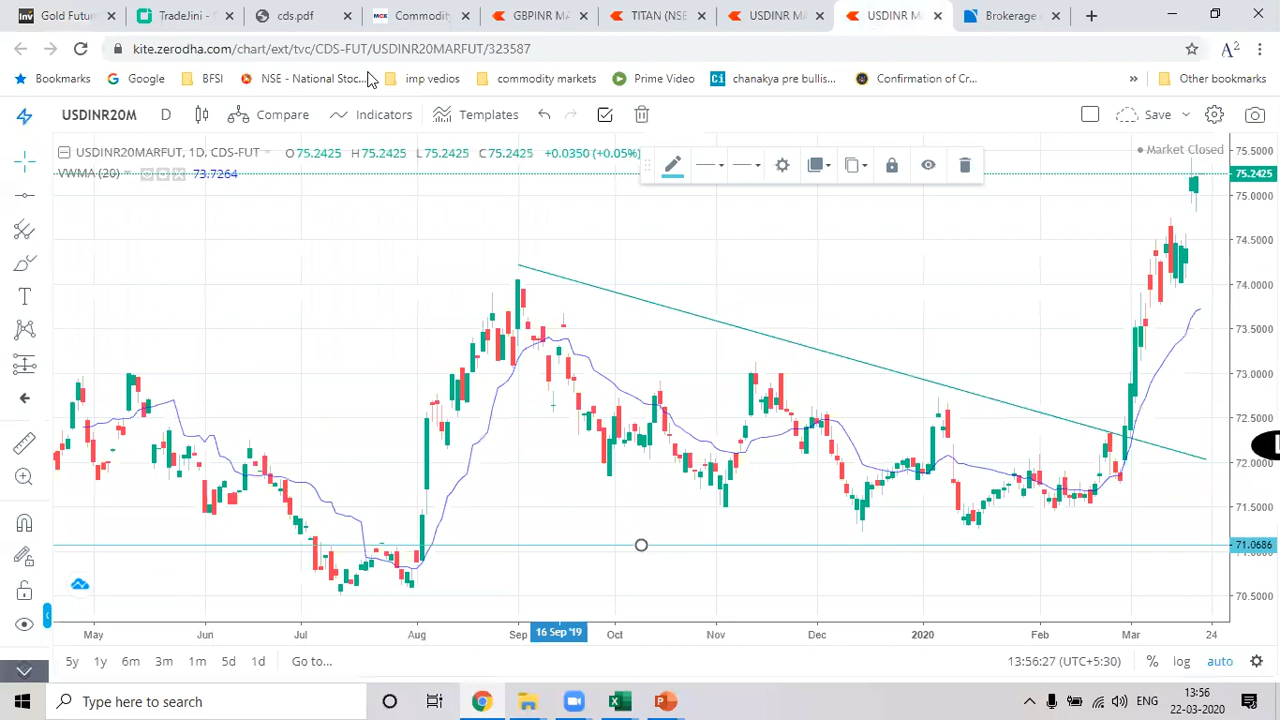 Gold Futur
TradeJini - 
cds.pdf
Commodity
GBPINR MA
TITAN (NSE
USDINR MA
USDINR M
Brokerage
kite.zerodha.com/chart/ext/tvc/CDS-FUT/USDINR20MARFUT/323587
Bookmarks
Google
BFSI
NSE - National Stoc...
imp vedios
commodity markets
Prime Video
chanakya pre bullis...
Confirmation of Cr...
»
Other bookmarks
USDINR20M
D
Compare
Indicators
Templates
Save
USDINR20MARFUT, 1D, CDS-FUT
O 75.2425 H 75.2425 L 75.2425 C 75.2425 +0.0350 (+0.05%)
Market Closed
VWMA (20)
73.7264
75.5000
75.2425
75.0000
74.5000
74.0000
73.5000
73.0000
72.5000
72.0000
71.5000
71.0686
70.5000
May
Jun
Jul
Aug
Sep
16 Sep '19
Oct
Nov
Dec
2020
Feb
Mar
24
5y
1y
6m
3m
1m
5d
1d
Go to...
13:56:27 (UTC+5:30)
%
log
auto
Type here to search
ENG
13:56
22-03-2020